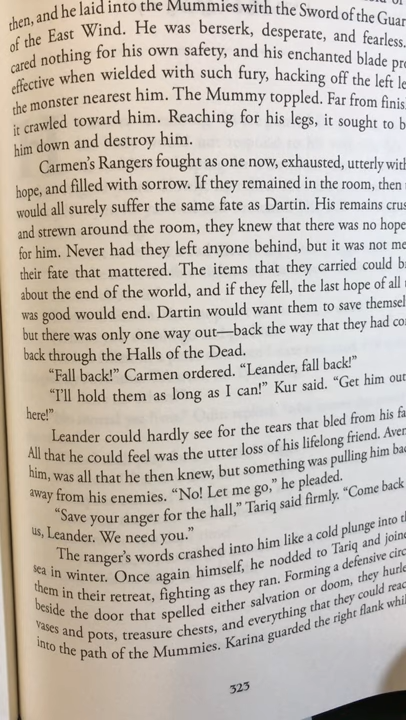 then, and he laid into the Mummies with the Sword of the Guar
of the East Wind. He was berserk, desperate, and fearless.
cared nothing for his own safety, and his enchanted blade pro
effective when wielded with such fury, hacking off the left le
the monster nearest him. The Mummy toppled. Far from finis
it crawled toward him. Reaching for his legs, it sought to b
him down and destroy him.
Carmen's Rangers fought as one now, exhausted, utterly with
hope, and filled with sorrow. If they remained in the room, then
would all surely suffer the same fate as Dartin. His remains crus
and strewn around the room, they knew that there was no hope
for him. Never had they left anyone behind, but it was not me
their fate that mattered. The items that they carried could b
about the end of the world, and if they fell, the last hope of all
was good would end. Dartin would want them to save themsel
but there was only one way out—back the way that they had co
back through the Halls of the Dead.
"Fall back!" Carmen ordered. "Leander, fall back!"
"I'll hold them as long as I can!" Kur said. "Get him out
here!"
Leander could hardly see for the tears that bled from his fa
All that he could feel was the utter loss of his lifelong friend. Aven
him, was all that he then knew, but something was pulling him bac
away from his enemies. "No! Let me go," he pleaded.
"Save your anger for the hall," Tariq said firmly. "Come back
us, Leander. We need you."
The ranger's words crashed into him like a cold plunge into t
sea in winter. Once again himself, he nodded to Tariq and joine
them in their retreat, fighting as they ran. Forming a defensive circ
beside the door that spelled either salvation or doom, they hurle
vases and pots, treasure chests, and everything that they could reac
into the path of the Mummies. Karina guarded the right flank whil
323